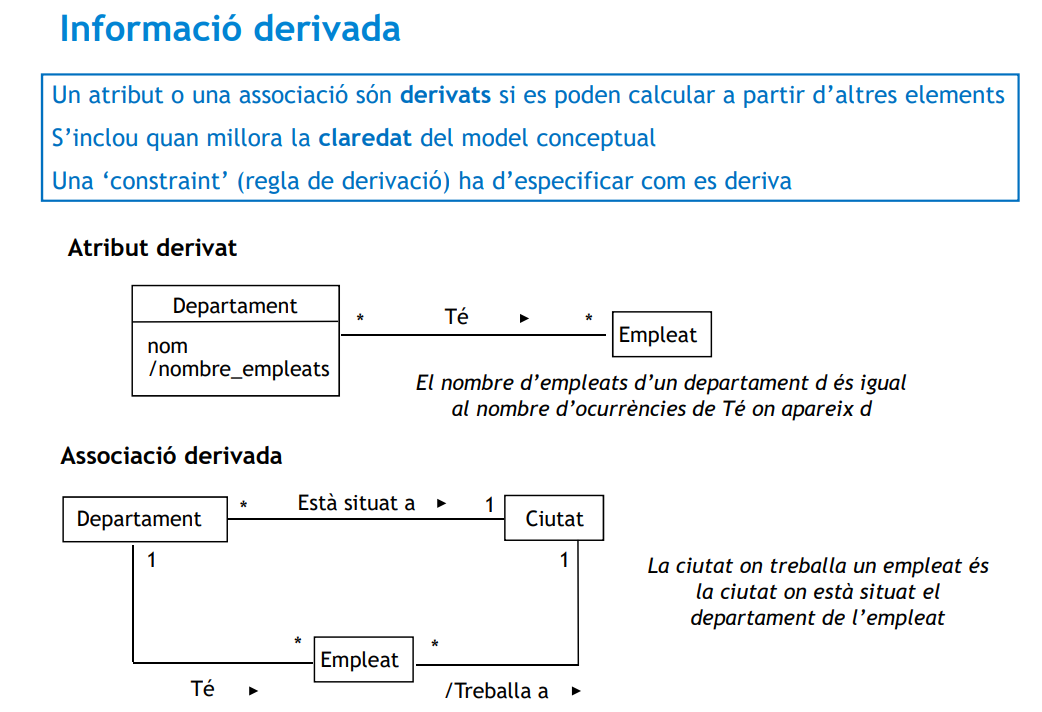 Informació derivada
Un atribut o una associació són derivats si es poden calcular a partir d'altres elements
S'inclou quan millora la claredat del model conceptual
Una 'constraint' (regla de derivació) ha d'especificar com es deriva
Atribut derivat
Departament
nom
/nombre_empleats
* Té ► *
Empleat
El nombre d'empleats d'un departament d és igual
al nombre d'ocurrències de Té on apareix d
Associació derivada
Departament
* Està situat a ► 1
Ciutat
1
1
La ciutat on treballa un empleat és
la ciutat on està situat el
departament de l'empleat
*
Empleat
*
Té ►
/Treballa a ►